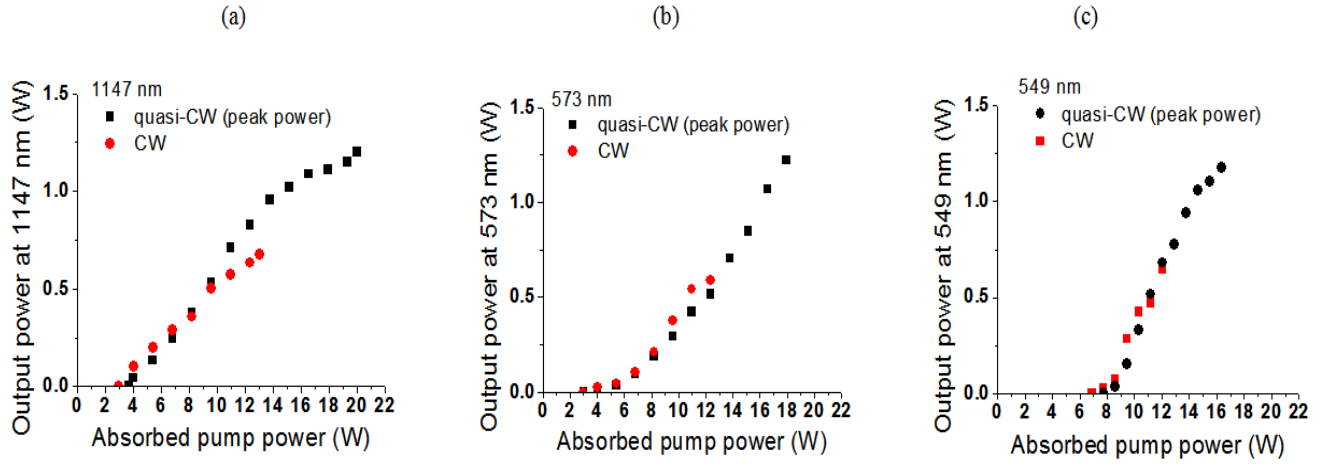 (a)
(b)
(c)
1147 nm
quasi-CW (peak power)
CW
Output power at 1147 nm (W)
1.5
1.0
0.5
0.0
0 2 4 6 8 10 12 14 16 18 20 22
Absorbed pump power (W)
573 nm
quasi-CW (peak power)
CW
Output power at 573 nm (W)
1.5
1.0
0.5
0.0
0 2 4 6 8 10 12 14 16 18 20 22
Absorbed pump power (W)
549 nm
quasi-CW (peak power)
CW
Output power at 549 nm (W)
1.5
1.0
0.5
0.0
0 2 4 6 8 10 12 14 16 18 20 22
Absorbed pump power (W)